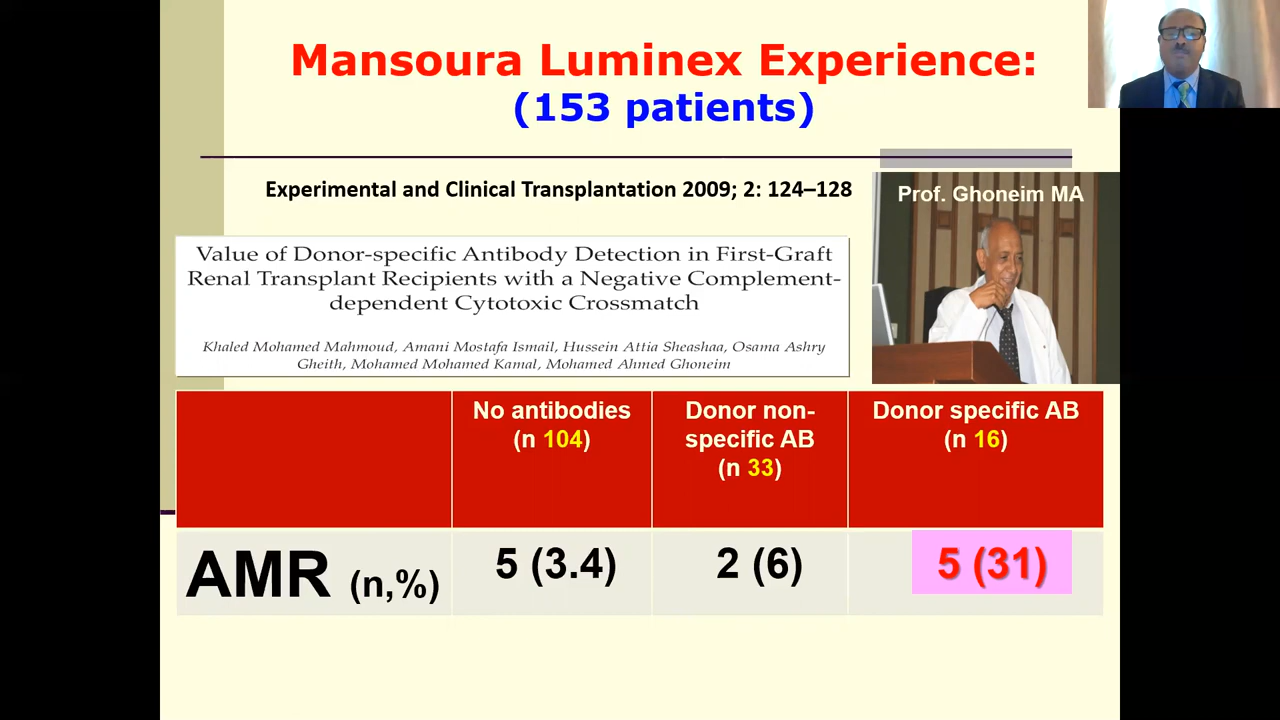 Mansoura Luminex Experience:
(153 patients)
Experimental and Clinical Transplantation 2009; 2: 124–128
Prof. Ghoneim MA
Value of Donor-specific Antibody Detection in First-Graft
Renal Transplant Recipients with a Negative Complement-
dependent Cytotoxic Crossmatch
Khaled Mohamed Mahmoud, Amani Mostafa Ismail, Hussein Attia Sheashaa, Osama Ashry
Gheith, Mohamed Mohamed Kamal, Mohamed Ahmed Ghoneim
No antibodies
(n 104)
Donor non-
specific AB
(n 33)
Donor specific AB
(n 16)
AMR (n,%)
5 (3.4)
2 (6)
5 (31)